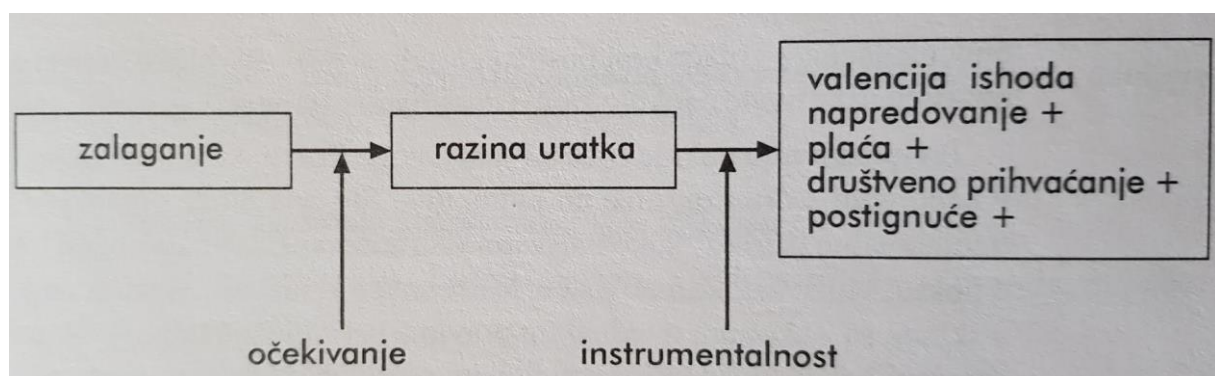 zalaganje
razina uratka
valencija ishoda
napredovanje +
plaća +
društveno prihvaćanje +
postignuće +
očekivanje
instrumentalnost